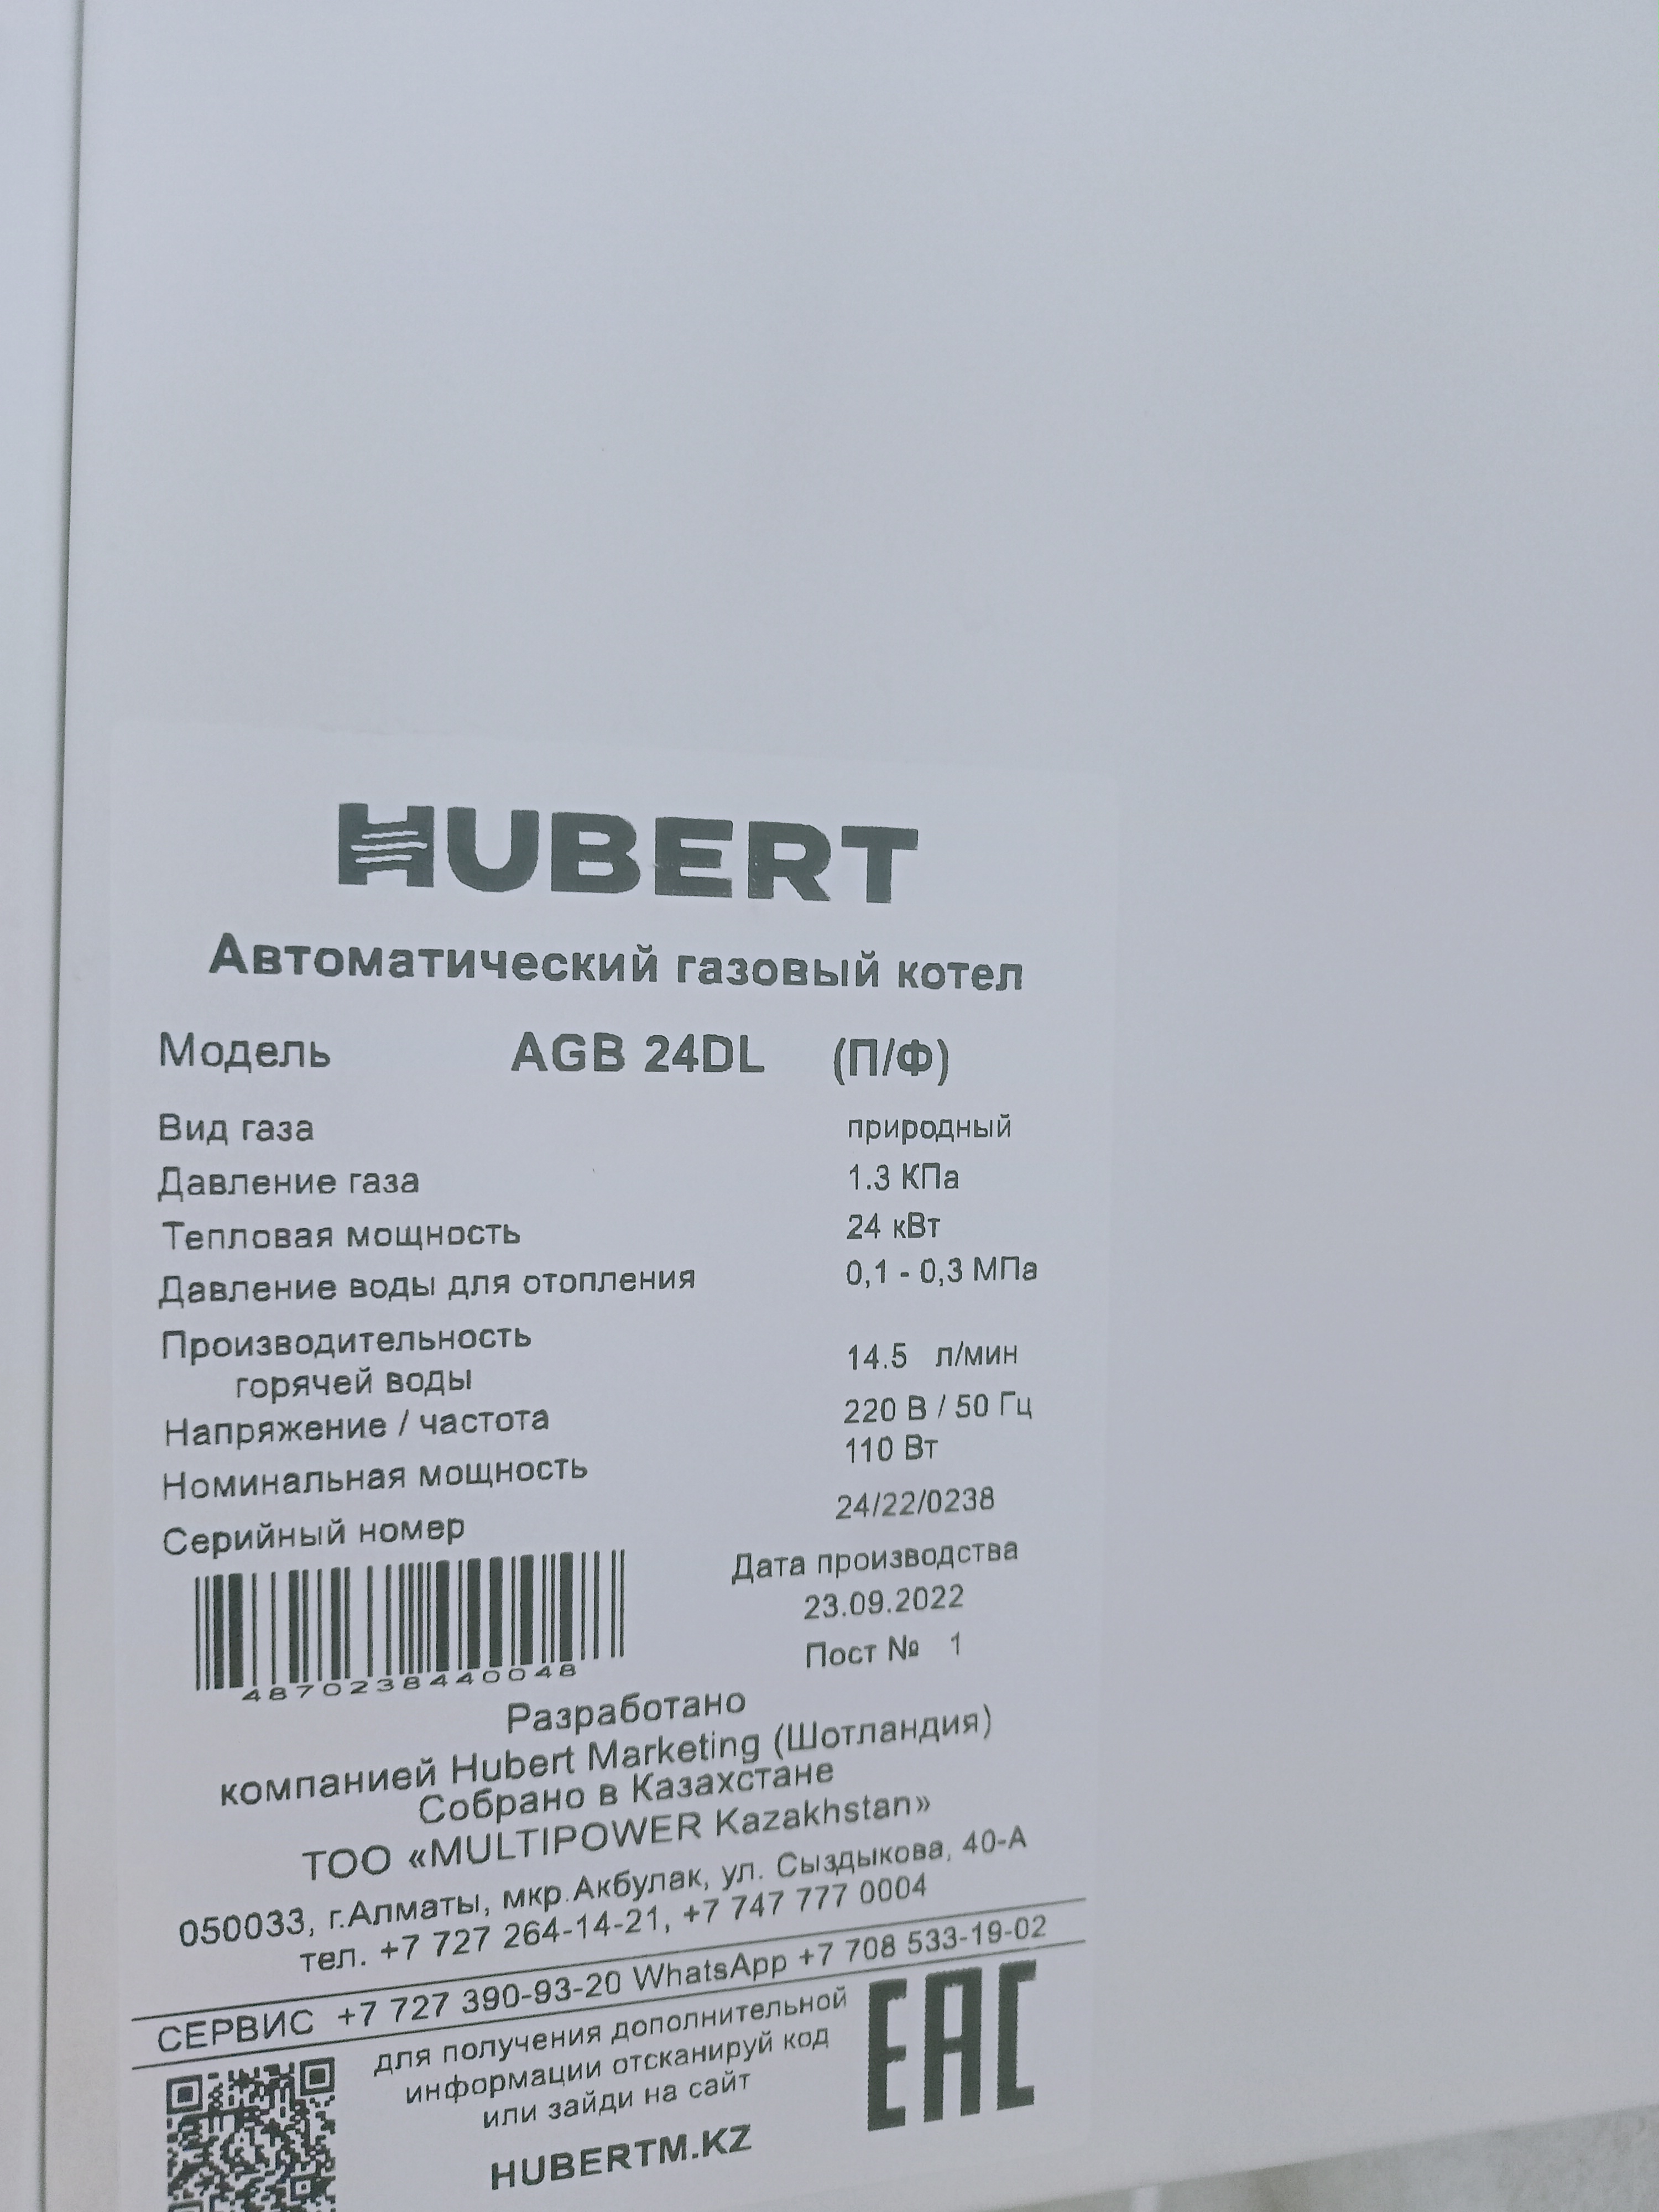 HUBERT
Автоматический газовый котел
Модель AGB 24DL (П/Ф)
Вид газа природный
Давление газа 1.3 КПа
Тепловая мощность 24 кВт
Давление воды для отопления 0,1 - 0,3 МПа
Производительность
горячей воды 14.5 л/мин
Напряжение / частота 220 В / 50 Гц
Номинальная мощность 110 Вт
Серийный номер 24/22/0238
4870238440048
Дата производства
23.09.2022
Пост № 1
Разработано
компанией Hubert Marketing (Шотландия)
Собрано в Казахстане
ТОО «MULTIPOWER Kazakhstan»
050033, г.Алматы, мкр.Акбулак, ул. Сыздыкова, 40-А
тел. +7 727 264-14-21, +7 747 777 0004
СЕРВИС +7 727 390-93-20 WhatsApp +7 708 533-19-02
для получения дополнительной
информации отсканируй код
или зайди на сайт
HUBERTM.KZ
EAC